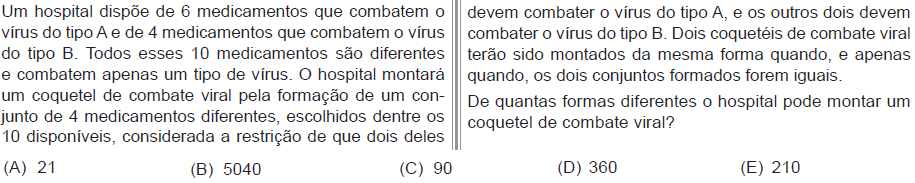 Um hospital dispõe de 6 medicamentos que combatem o
vírus do tipo A e de 4 medicamentos que combatem o vírus
do tipo B. Todos esses 10 medicamentos são diferentes
e combatem apenas um tipo de vírus. O hospital montará
um coquetel de combate viral pela formação de um con-
junto de 4 medicamentos diferentes, escolhidos dentre os
10 disponíveis, considerada a restrição de que dois deles
devem combater o vírus do tipo A, e os outros dois devem
combater o vírus do tipo B. Dois coquetéis de combate viral
terão sido montados da mesma forma quando, e apenas
quando, os dois conjuntos formados forem iguais.
De quantas formas diferentes o hospital pode montar um
coquetel de combate viral?
(A) 21 (B) 5040 (C) 90 (D) 360 (E) 210